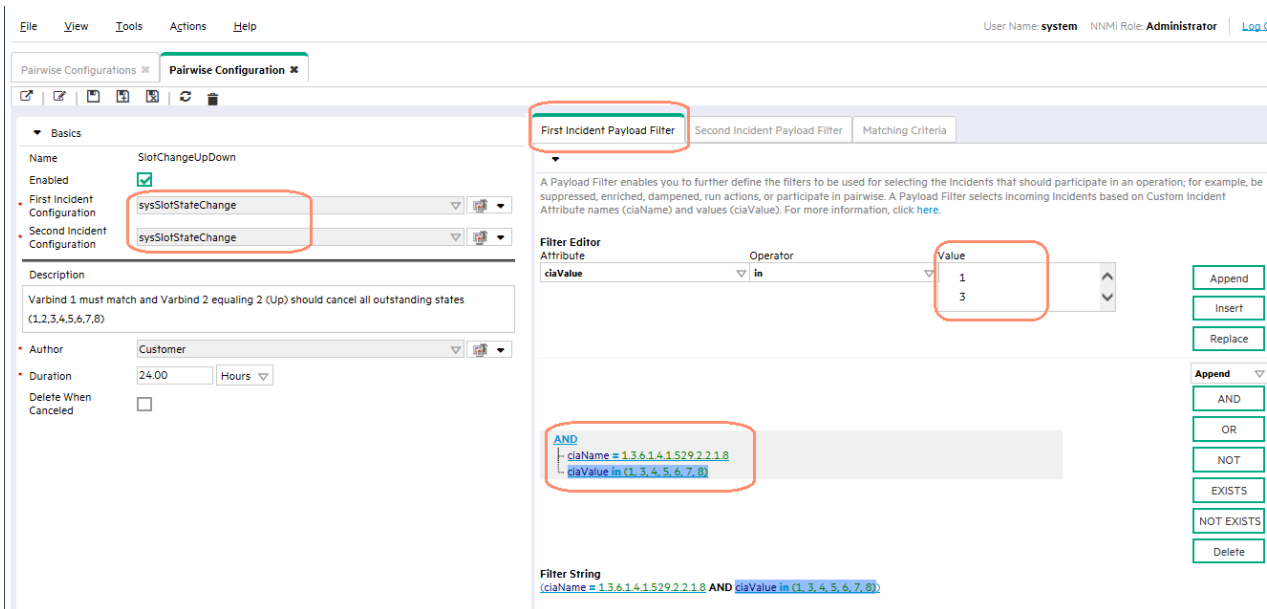 File View Tools Actions Help
User Name: system NNMi Role: Administrator
Pairwise Configurations ✖ Pairwise Configuration ✖
Basics
Name SlotChangeUpDown
Enabled
* First Incident Configuration sysSlotStateChange
* Second Incident Configuration sysSlotStateChange
Description
Varbind 1 must match and Varbind 2 equaling 2 (Up) should cancel all outstanding states
(1,2,3,4,5,6,7,8)
* Author Customer
* Duration 24.00 Hours
Delete When Canceled
First Incident Payload Filter Second Incident Payload Filter Matching Criteria
A Payload Filter enables you to further define the filters to be used for selecting the Incidents that should participate in an operation; for example, be
suppressed, enriched, dampened, run actions, or participate in pairwise. A Payload Filter selects incoming Incidents based on Custom Incident
Attribute names (ciaName) and values (ciaValue). For more information, click here.
Filter Editor
Attribute Operator Value
ciaValue in 1
3
Append
Insert
Replace
Append
AND
OR
NOT
EXISTS
NOT EXISTS
Delete
AND
ciaName = 1.3.6.1.4.1.529.2.2.1.8
ciaValue in (1, 3, 4, 5, 6, 7, 8)
Filter String
(ciaName = 1.3.6.1.4.1.529.2.2.1.8 AND ciaValue in (1, 3, 4, 5, 6, 7, 8))